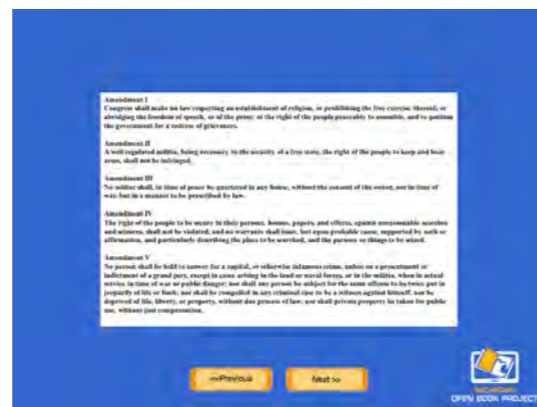 Amendment I
Congress shall make no law respecting an establishment of religion, or prohibiting the free exercise thereof; or
abridging the freedom of speech, or of the press; or the right of the people peaceably to assemble, and to petition
the government for a redress of grievances.
Amendment II
A well regulated militia, being necessary to the security of a free state, the right of the people to keep and bear
arms, shall not be infringed.
Amendment III
No soldier shall, in time of peace be quartered in any house, without the consent of the owner, nor in time of
war, but in a manner to be prescribed by law.
Amendment IV
The right of the people to be secure in their persons, houses, papers, and effects, against unreasonable searches
and seizures, shall not be violated, and no warrants shall issue, but upon probable cause, supported by oath or
affirmation, and particularly describing the place to be searched, and the persons or things to be seized.
Amendment V
No person shall be held to answer for a capital, or otherwise infamous crime, unless on a presentment or
indictment of a grand jury, except in cases arising in the land or naval forces, or in the militia, when in actual
service in time of war or public danger; nor shall any person be subject for the same offense to be twice put in
jeopardy of life or limb; nor shall be compelled in any criminal case to be a witness against himself, nor be
deprived of life, liberty, or property, without due process of law; nor shall private property be taken for public
use, without just compensation.
<<Previous
Next >>
MICHIGAN
OPEN BOOK PROJECT